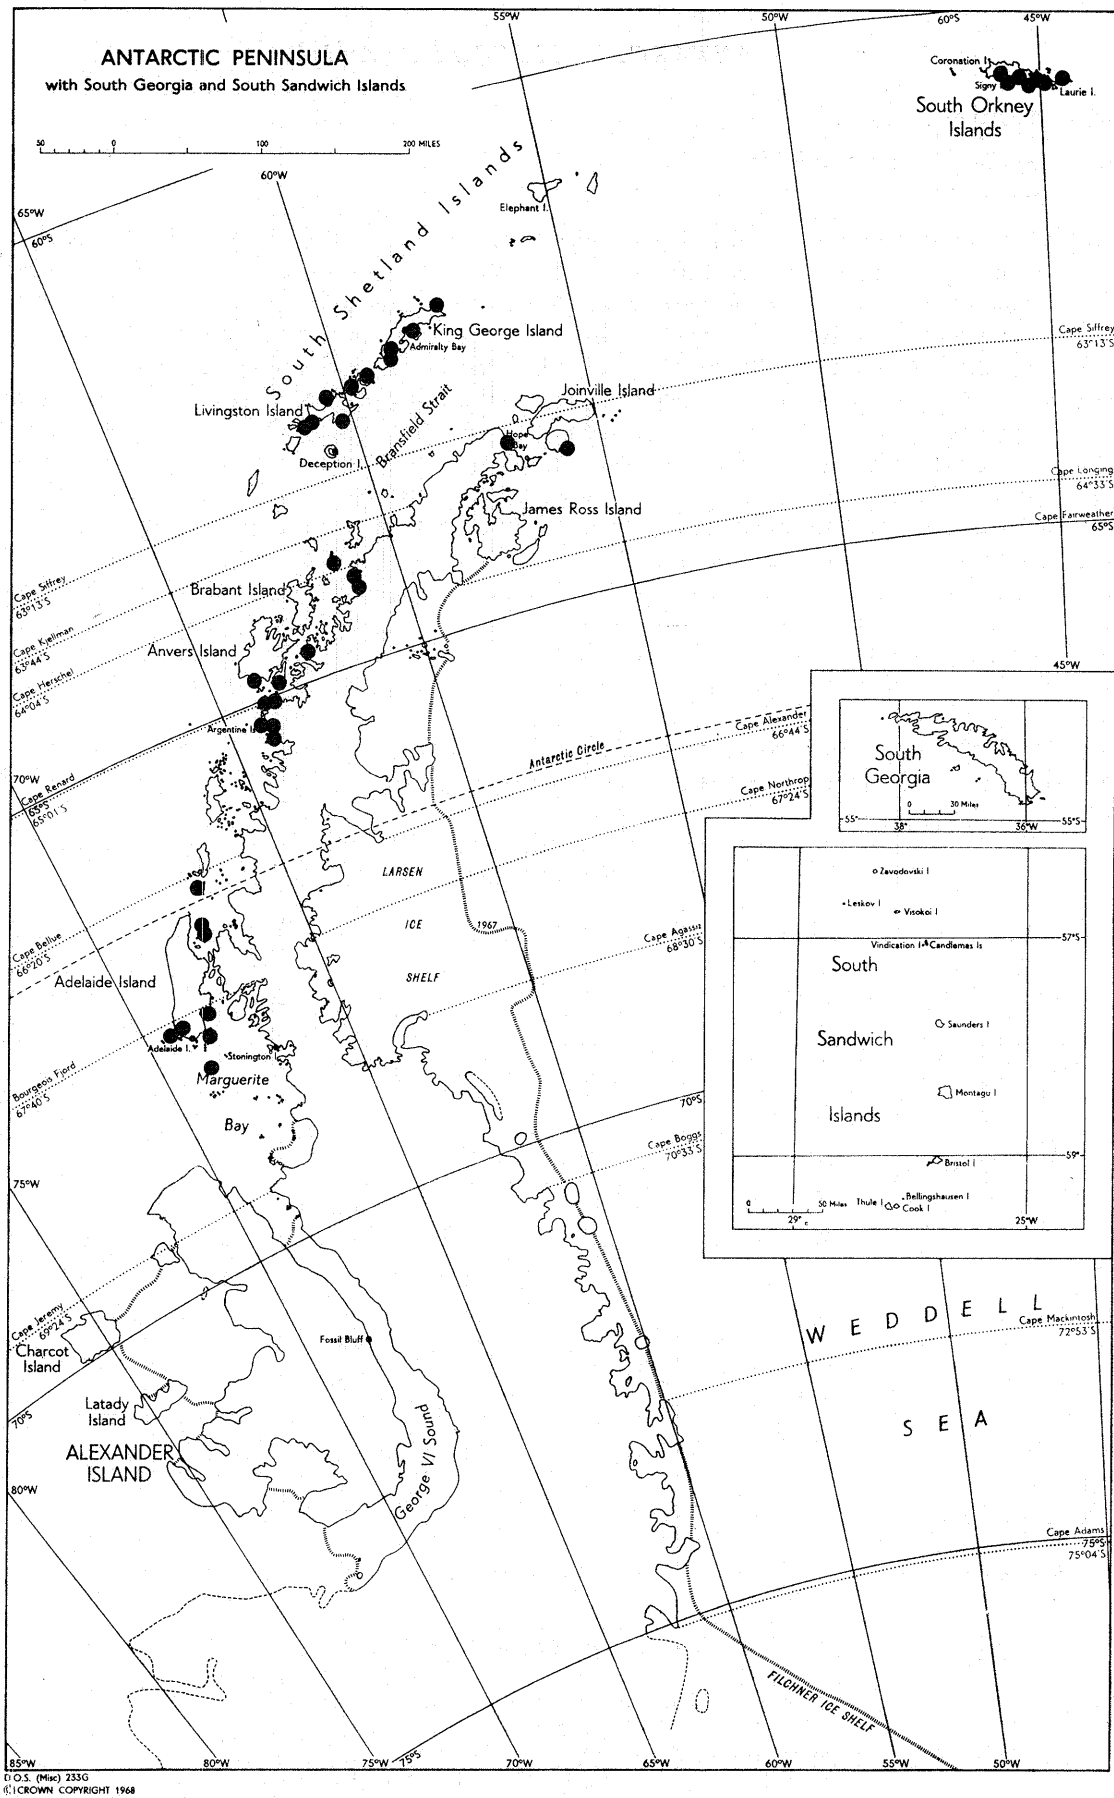 ANTARCTIC PENINSULA
with South Georgia and South Sandwich Islands
50 0 100 200 MILES
55°W
50°W
60°S
45°W
Coronation I.
Signy
Laurie I.
South Orkney
Islands
60°W
65°W
60°S
South Shetland Islands
Elephant I.
King George Island
Admiralty Bay
Cape Siffrey
63°13'S
Joinville Island
Livingston Island
Bransfield Strait
Hope
Bay
Deception I.
Cape Longing
64°33'S
James Ross Island
Cape Fairweather
65°S
Cape Siffrey
63°13'S
Brabant Island
Cape Kjellman
63°44'S
Anvers Island
Cape Herschel
64°04'S
45°W
Argentine Is
Cape Alexander
66°44'S
Antarctic Circle
70°W
Cape Renard
65°S
65°01'S
Cape Northrop
67°24'S
South
Georgia
0 30 Miles
55°
38°
36°W
55°S
LARSEN
ICE
SHELF
1967
Zavodovski I
Leskov I
Visokoi I
57°S
Vindication I
Candlemas Is
South
Sandwich
Islands
Saunders I
Montagu I
59°
Bristol I
Bellingshausen I
Thule I
Cook I
0 50 Miles
29°
25°W
Cape Bellue
66°20'S
Cape Agassiz
68°30'S
Adelaide Island
Adelaide I.
Stonington I.
Marguerite
Bay
Bourgeois Fjord
67°40'S
70°S
Cape Boggs
70°33'S
75°W
Cape Jeremy
69°24'S
Charcot
Island
Fossil Bluff
WEDDELL
SEA
Cape Mackintosh
72°53'S
Latady
Island
70°S
ALEXANDER
ISLAND
George VI Sound
80°W
Cape Adams
75°S
75°04'S
FILCHNER ICE SHELF
85°W
80°W
75°W
75°S
70°W
65°W
60°W
55°W
50°W
D.O.S. (Misc) 233G
© CROWN COPYRIGHT 1968